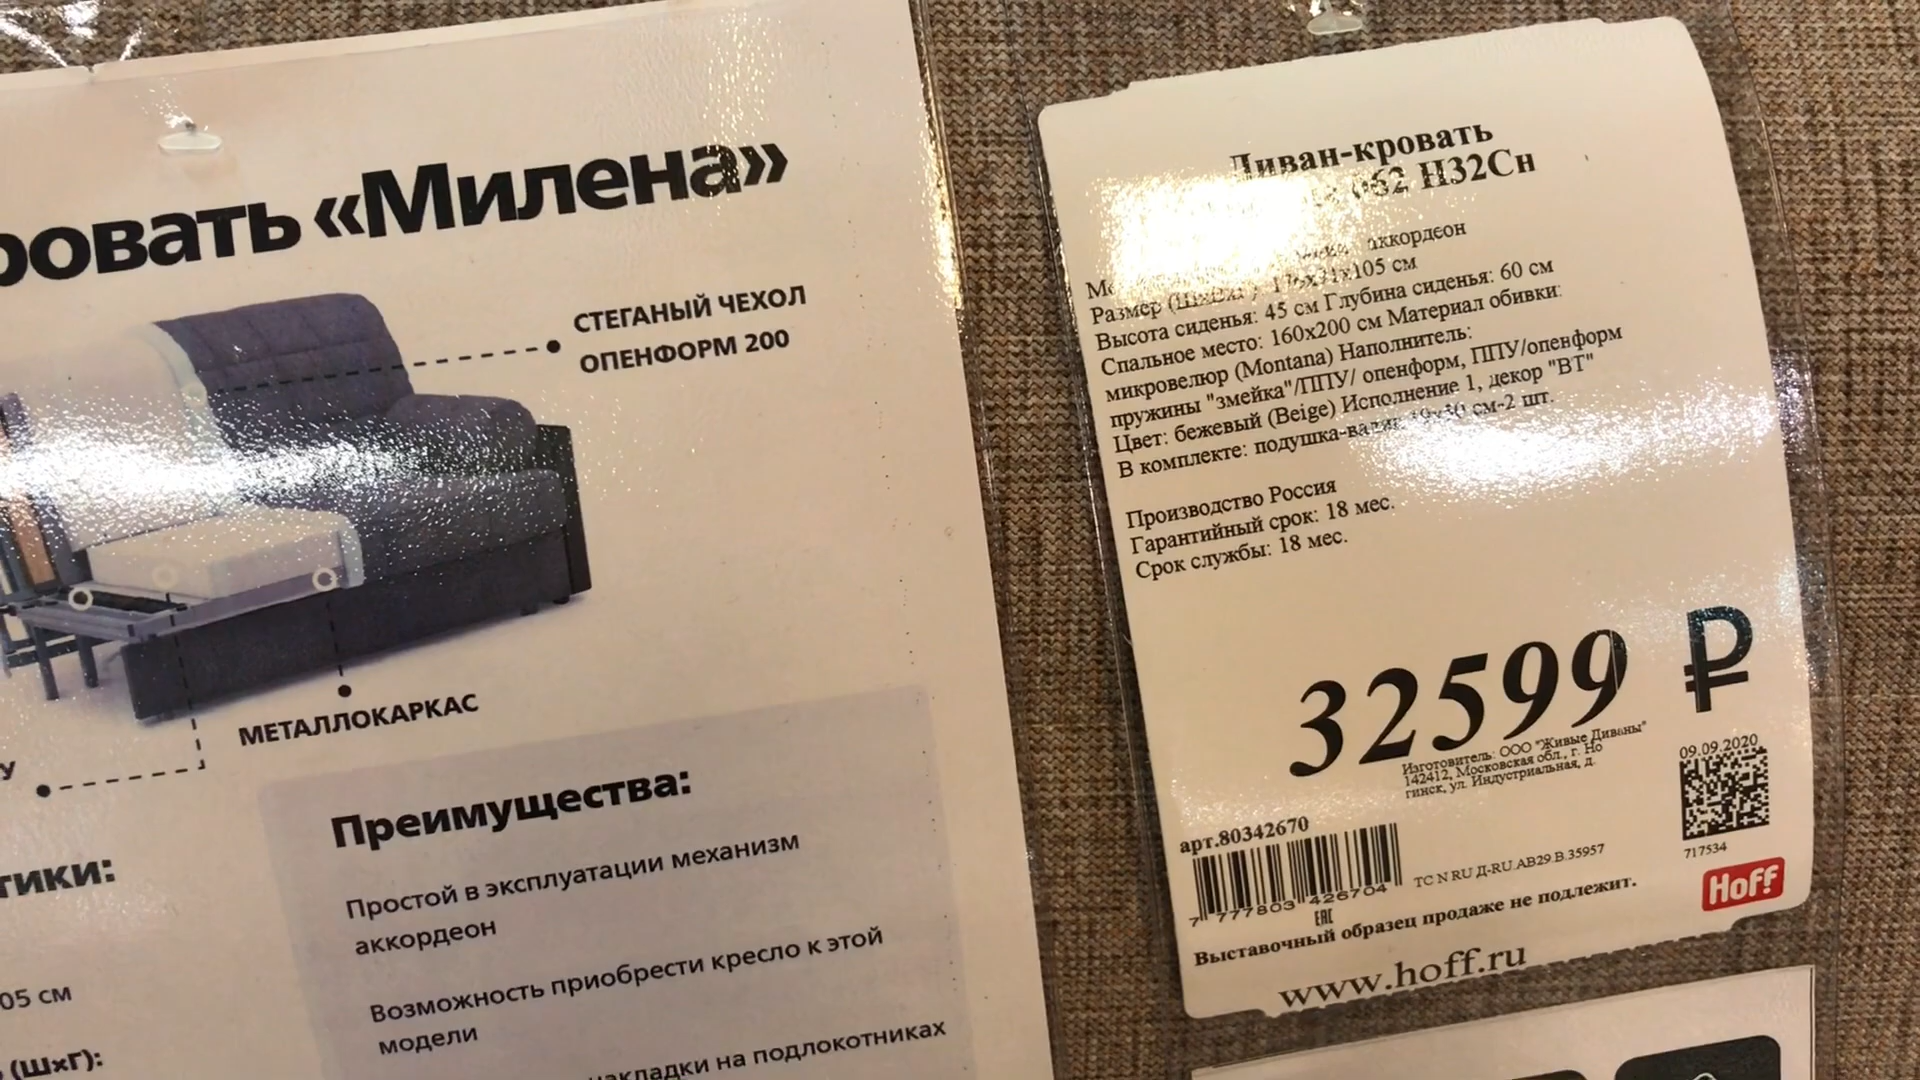 ровать «Милена»
СТЕГАНЫЙ ЧЕХОЛ
ОПЕНФОРМ 200
МЕТАЛЛОКАРКАС
У
тики:
05 см
(ШхГ):
Преимущества:
Простой в эксплуатации механизм
аккордеон
Возможность приобрести кресло к этой
модели
накладки на подлокотниках
Диван-кровать
062 Н32Сн
аккордеон
Размер (ШхВхГ): х105 см
Высота сиденья: 45 см Глубина сиденья: 60 см
Спальное место: 160х200 см Материал обивки:
микровелюр (Montana) Наполнитель:
пружины "змейка"/ППУ/ опенформ, ППУ/опенформ
Цвет: бежевый (Beige) Исполнение 1, декор "ВТ"
В комплекте: подушка-валик см-2 шт.
Производство Россия
Гарантийный срок: 18 мес.
Срок службы: 18 мес.
32599 ₽
Изготовитель: ООО "Живые Диваны"
142412, Московская обл., г. Но
гинск, ул. Индустриальная, д.
09.09.2020
717534
арт.80342670
7 777803 426704
ТС N RU Д-RU.АВ29.В.35957
EAC
Hoff
Выставочный образец продаже не подлежит.
www.hoff.ru